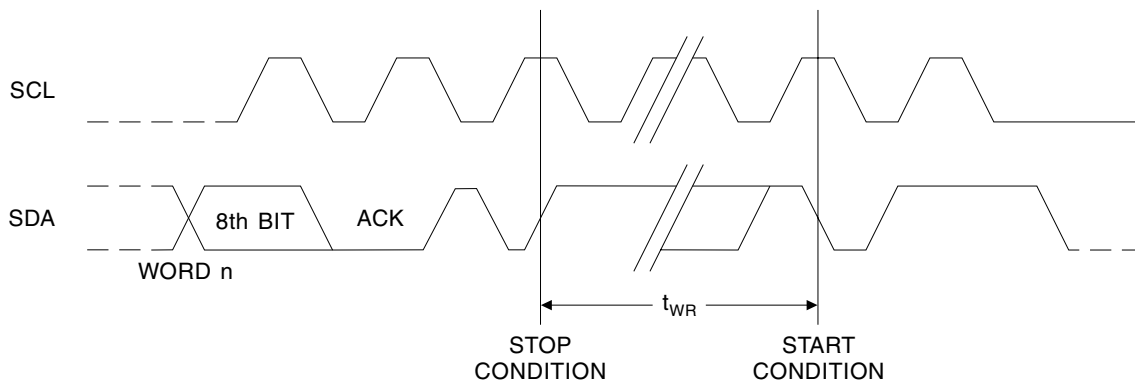 SCL
SDA
8th BIT
ACK
WORD n
tWR
STOP
CONDITION
START
CONDITION